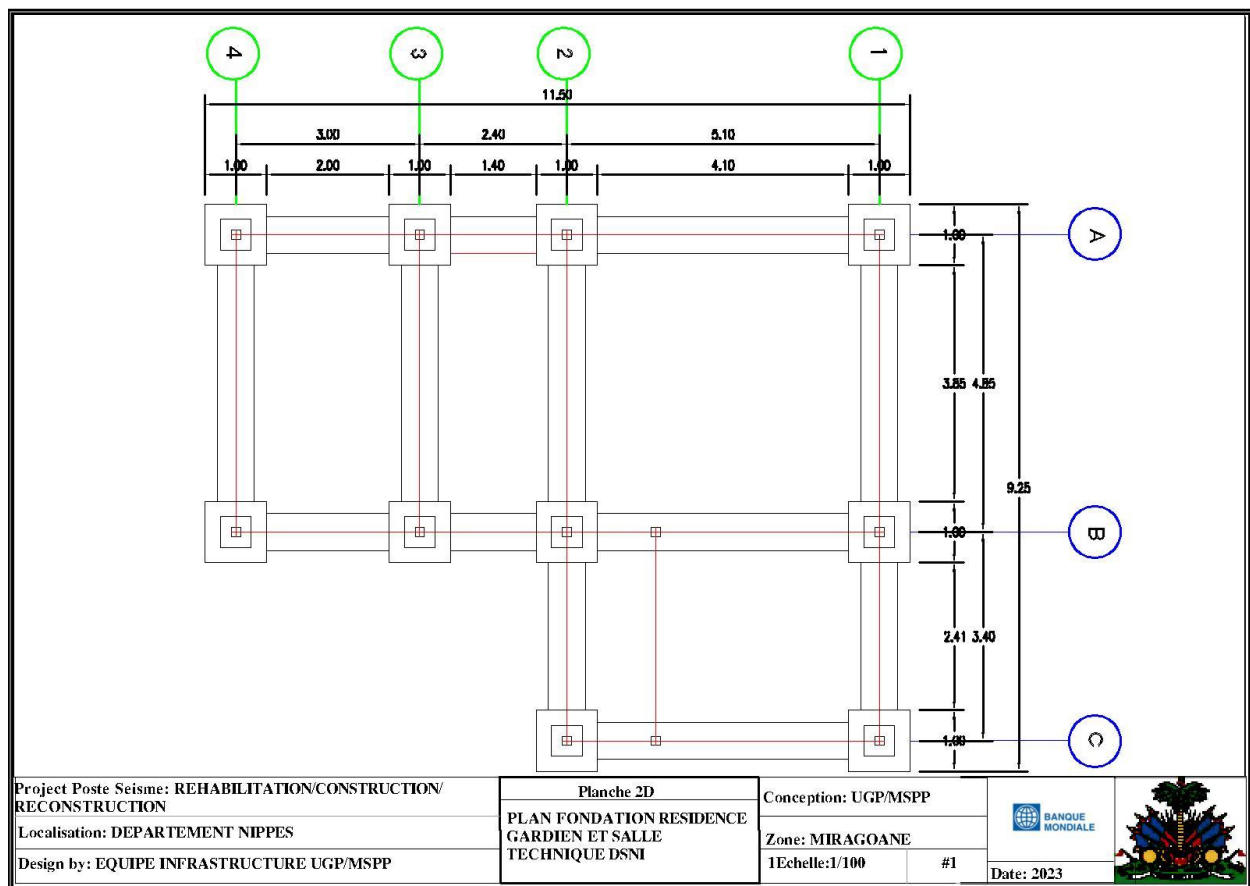 4 3 2 1
11.50
3.00 2.40 5.10
1.00 2.00 1.00 1.40 1.00 4.10 1.00
1.00
A
3.85 4.85
9.25
1.00
B
2.41 3.40
1.00
C
Project Poste Seisme: REHABILITATION/CONSTRUCTION/
RECONSTRUCTION
Localisation: DEPARTEMENT NIPPES
Design by: EQUIPE INFRASTRUCTURE UGP/MSPP
Planche 2D
PLAN FONDATION RESIDENCE
GARDIEN ET SALLE
TECHNIQUE DSNI
Conception: UGP/MSPP
Zone: MIRAGOANE
1Echelle:1/100 #1
BANQUE
MONDIALE
Date: 2023